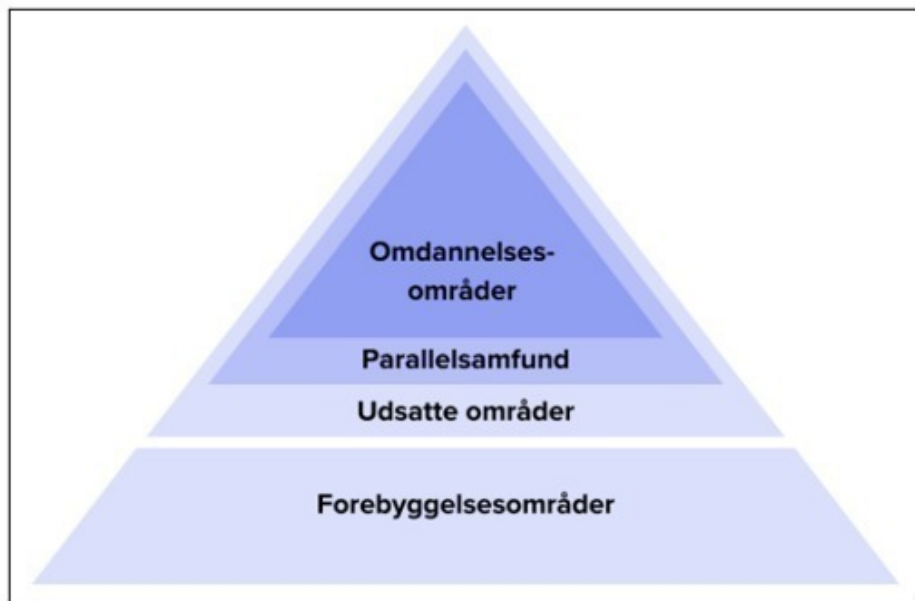 Omdannelses-
områder
Parallelsamfund
Udsatte områder
Forebyggelsesområder